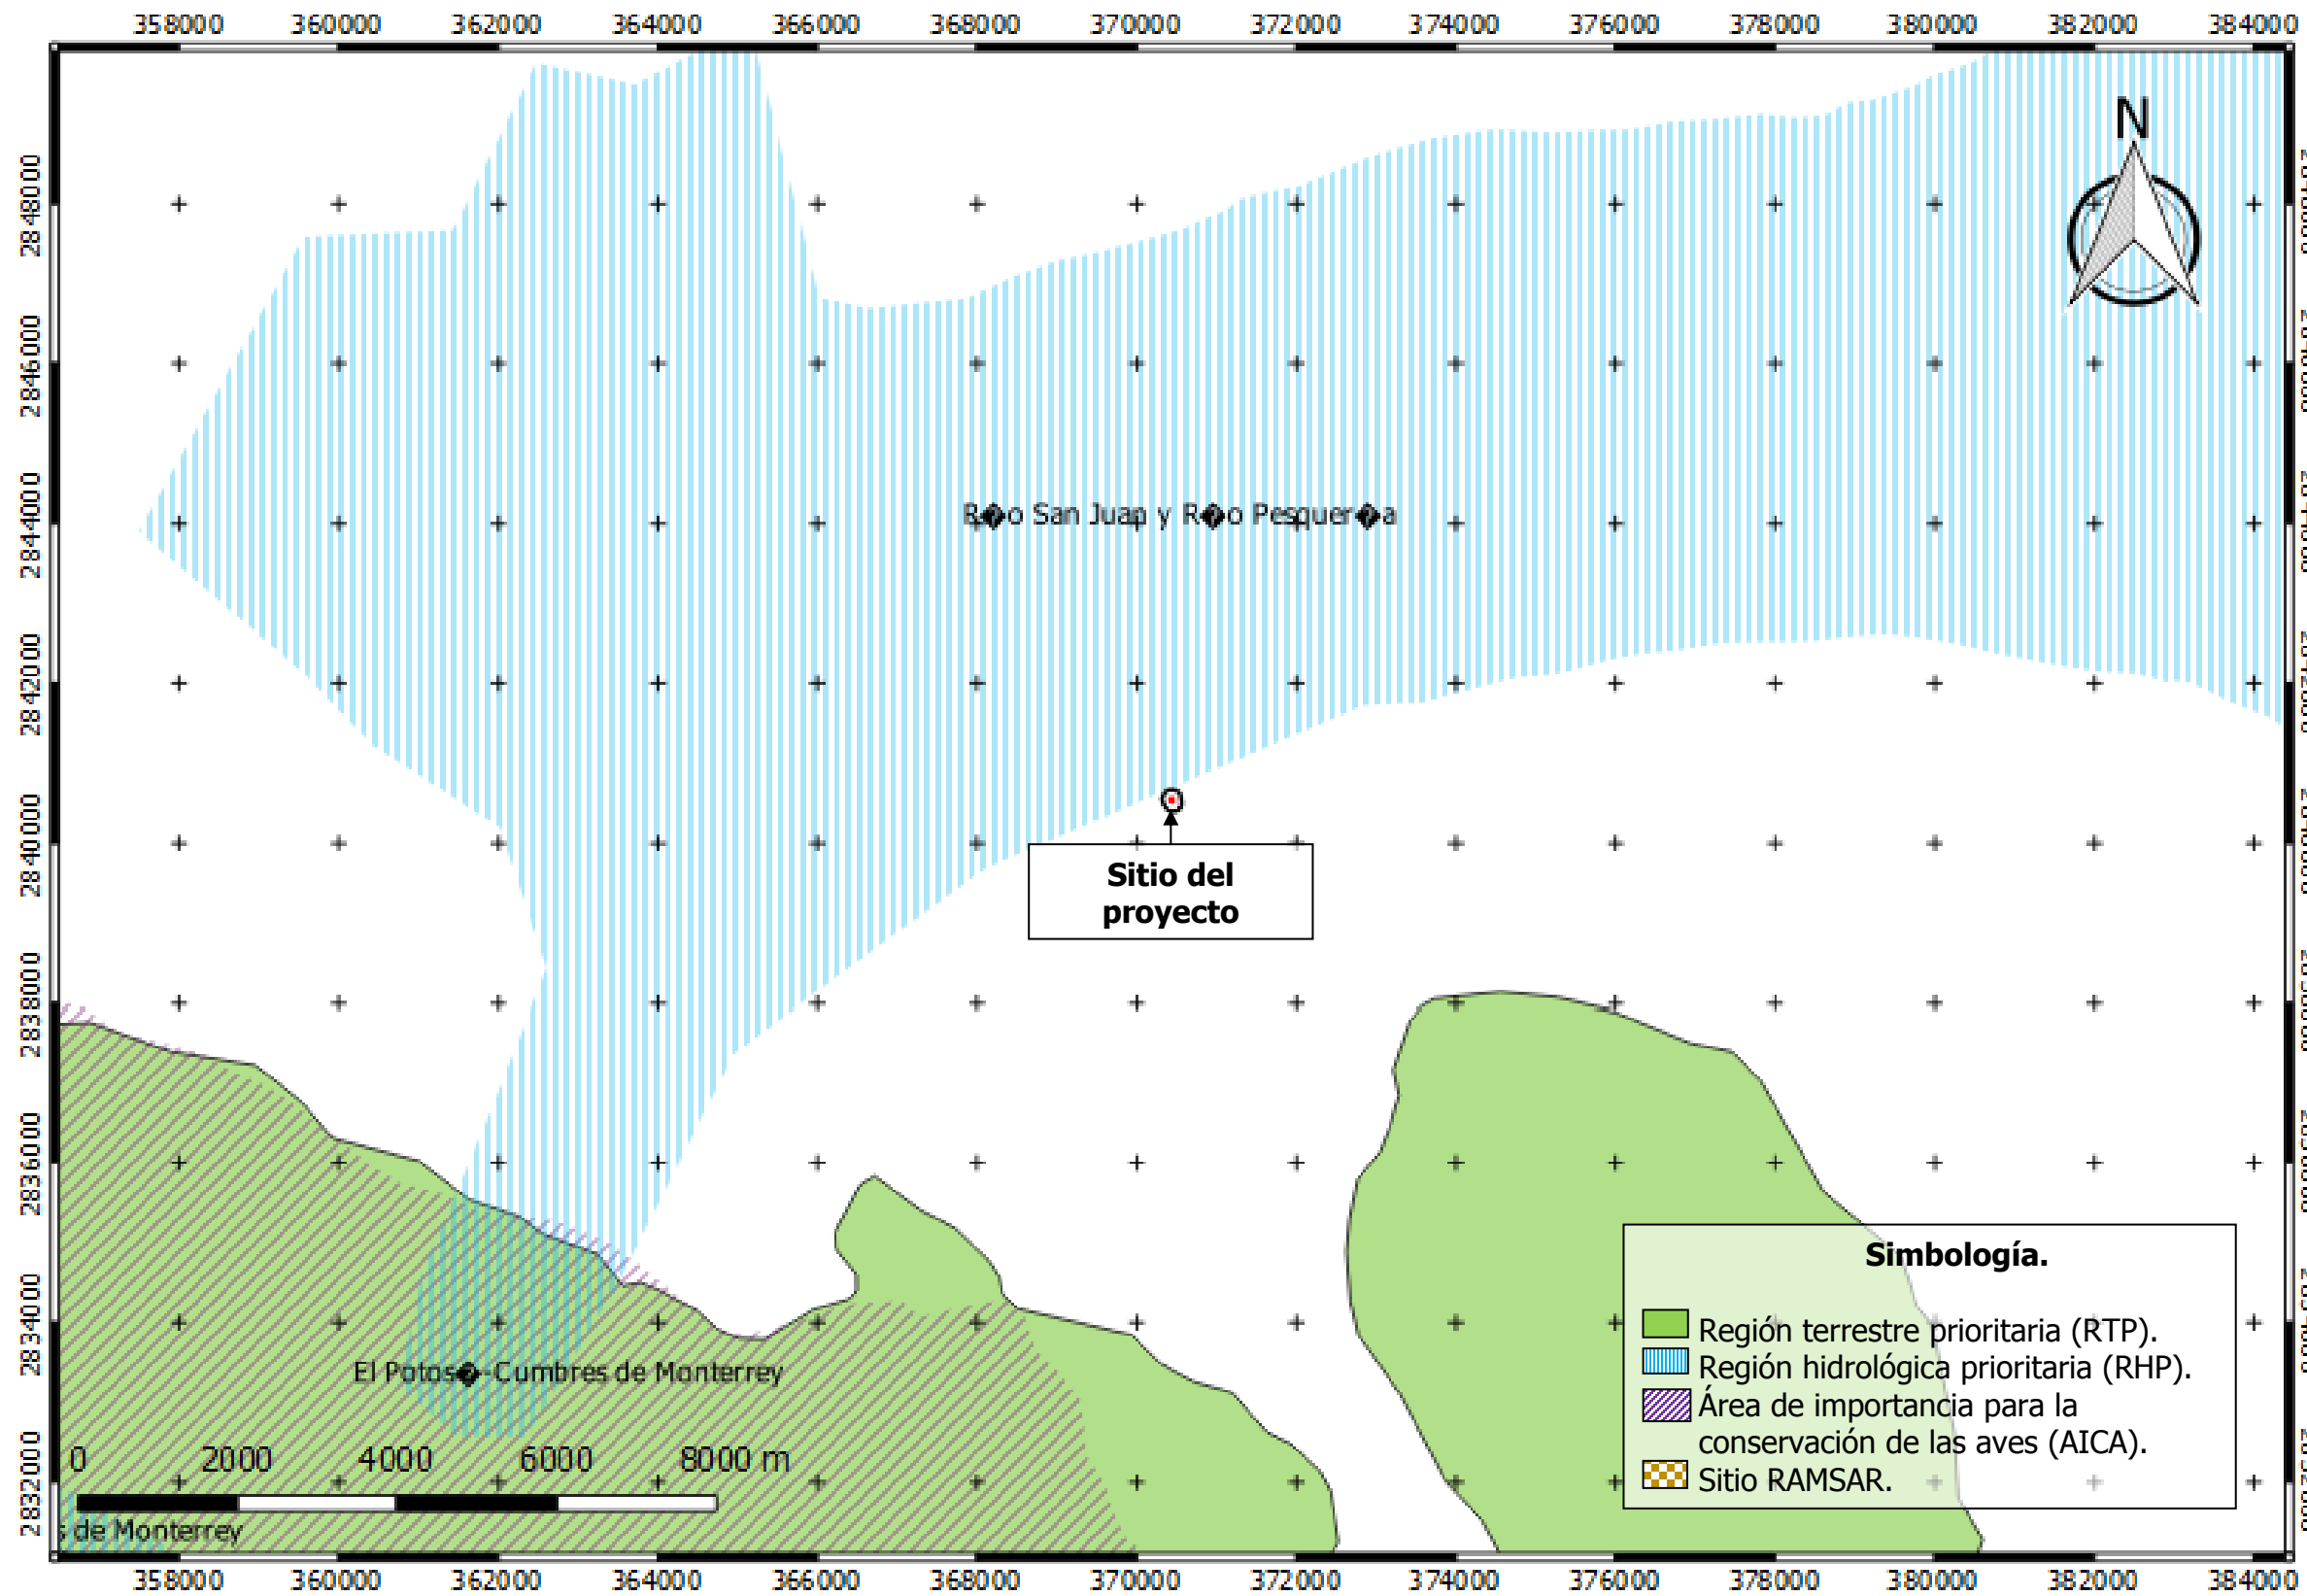 358000 360000 362000 364000 366000 368000 370000 372000 374000 376000 378000 380000 382000 384000
N
2848000
2846000
2844000
2842000
2840000
2838000
2836000
2834000
2832000
R�o San Juan y R�o Pesquer�a
Sitio del
proyecto
El Potos�-Cumbres de Monterrey
0 2000 4000 6000 8000 m
s de Monterrey
Simbología.
Región terrestre prioritaria (RTP).
Región hidrológica prioritaria (RHP).
Área de importancia para la
conservación de las aves (AICA).
Sitio RAMSAR.
358000 360000 362000 364000 366000 368000 370000 372000 374000 376000 378000 380000 382000 384000